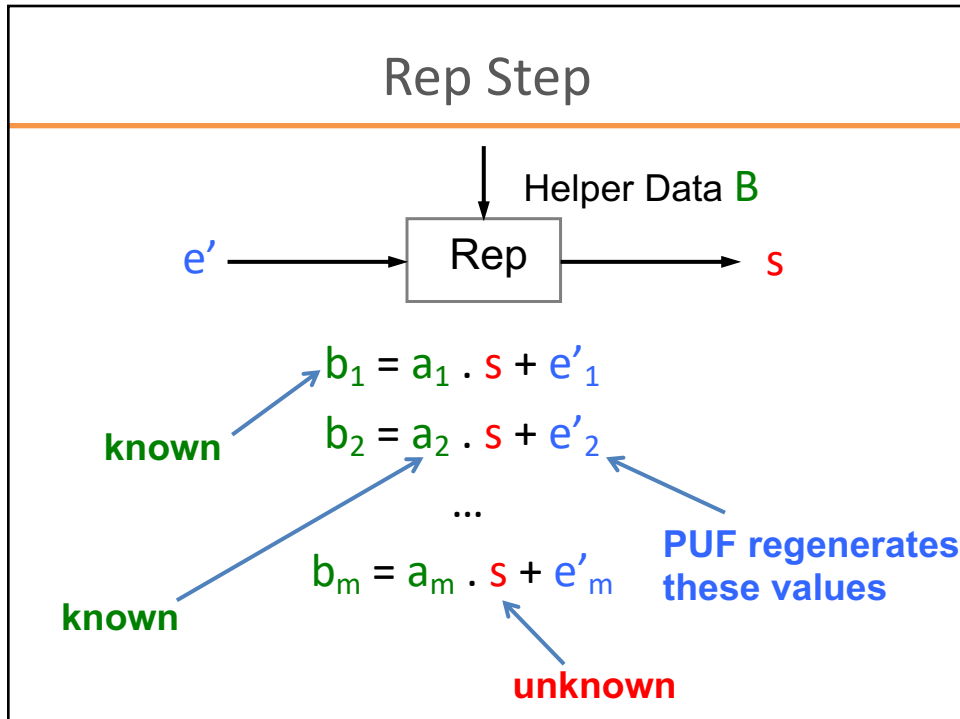 Rep Step
Helper Data B
e’
Rep
s
b₁ = a₁ . s + e’₁
known
b₂ = a₂ . s + e’₂
...
PUF regenerates
these values
bₘ = aₘ . s + e’ₘ
known
unknown